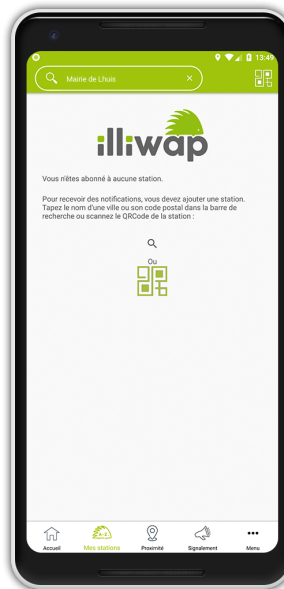 13:49
Mairie de Lhuis ×
illiwap
Vous n'êtes abonné à aucune station.
Pour recevoir des notifications, vous devez ajouter une station.
Tapez le nom d'une ville ou son code postal dans la barre de
recherche ou scannez le QRCode de la station :
Ou
A-Z
Accueil Mes stations Proximité Signalement Menu